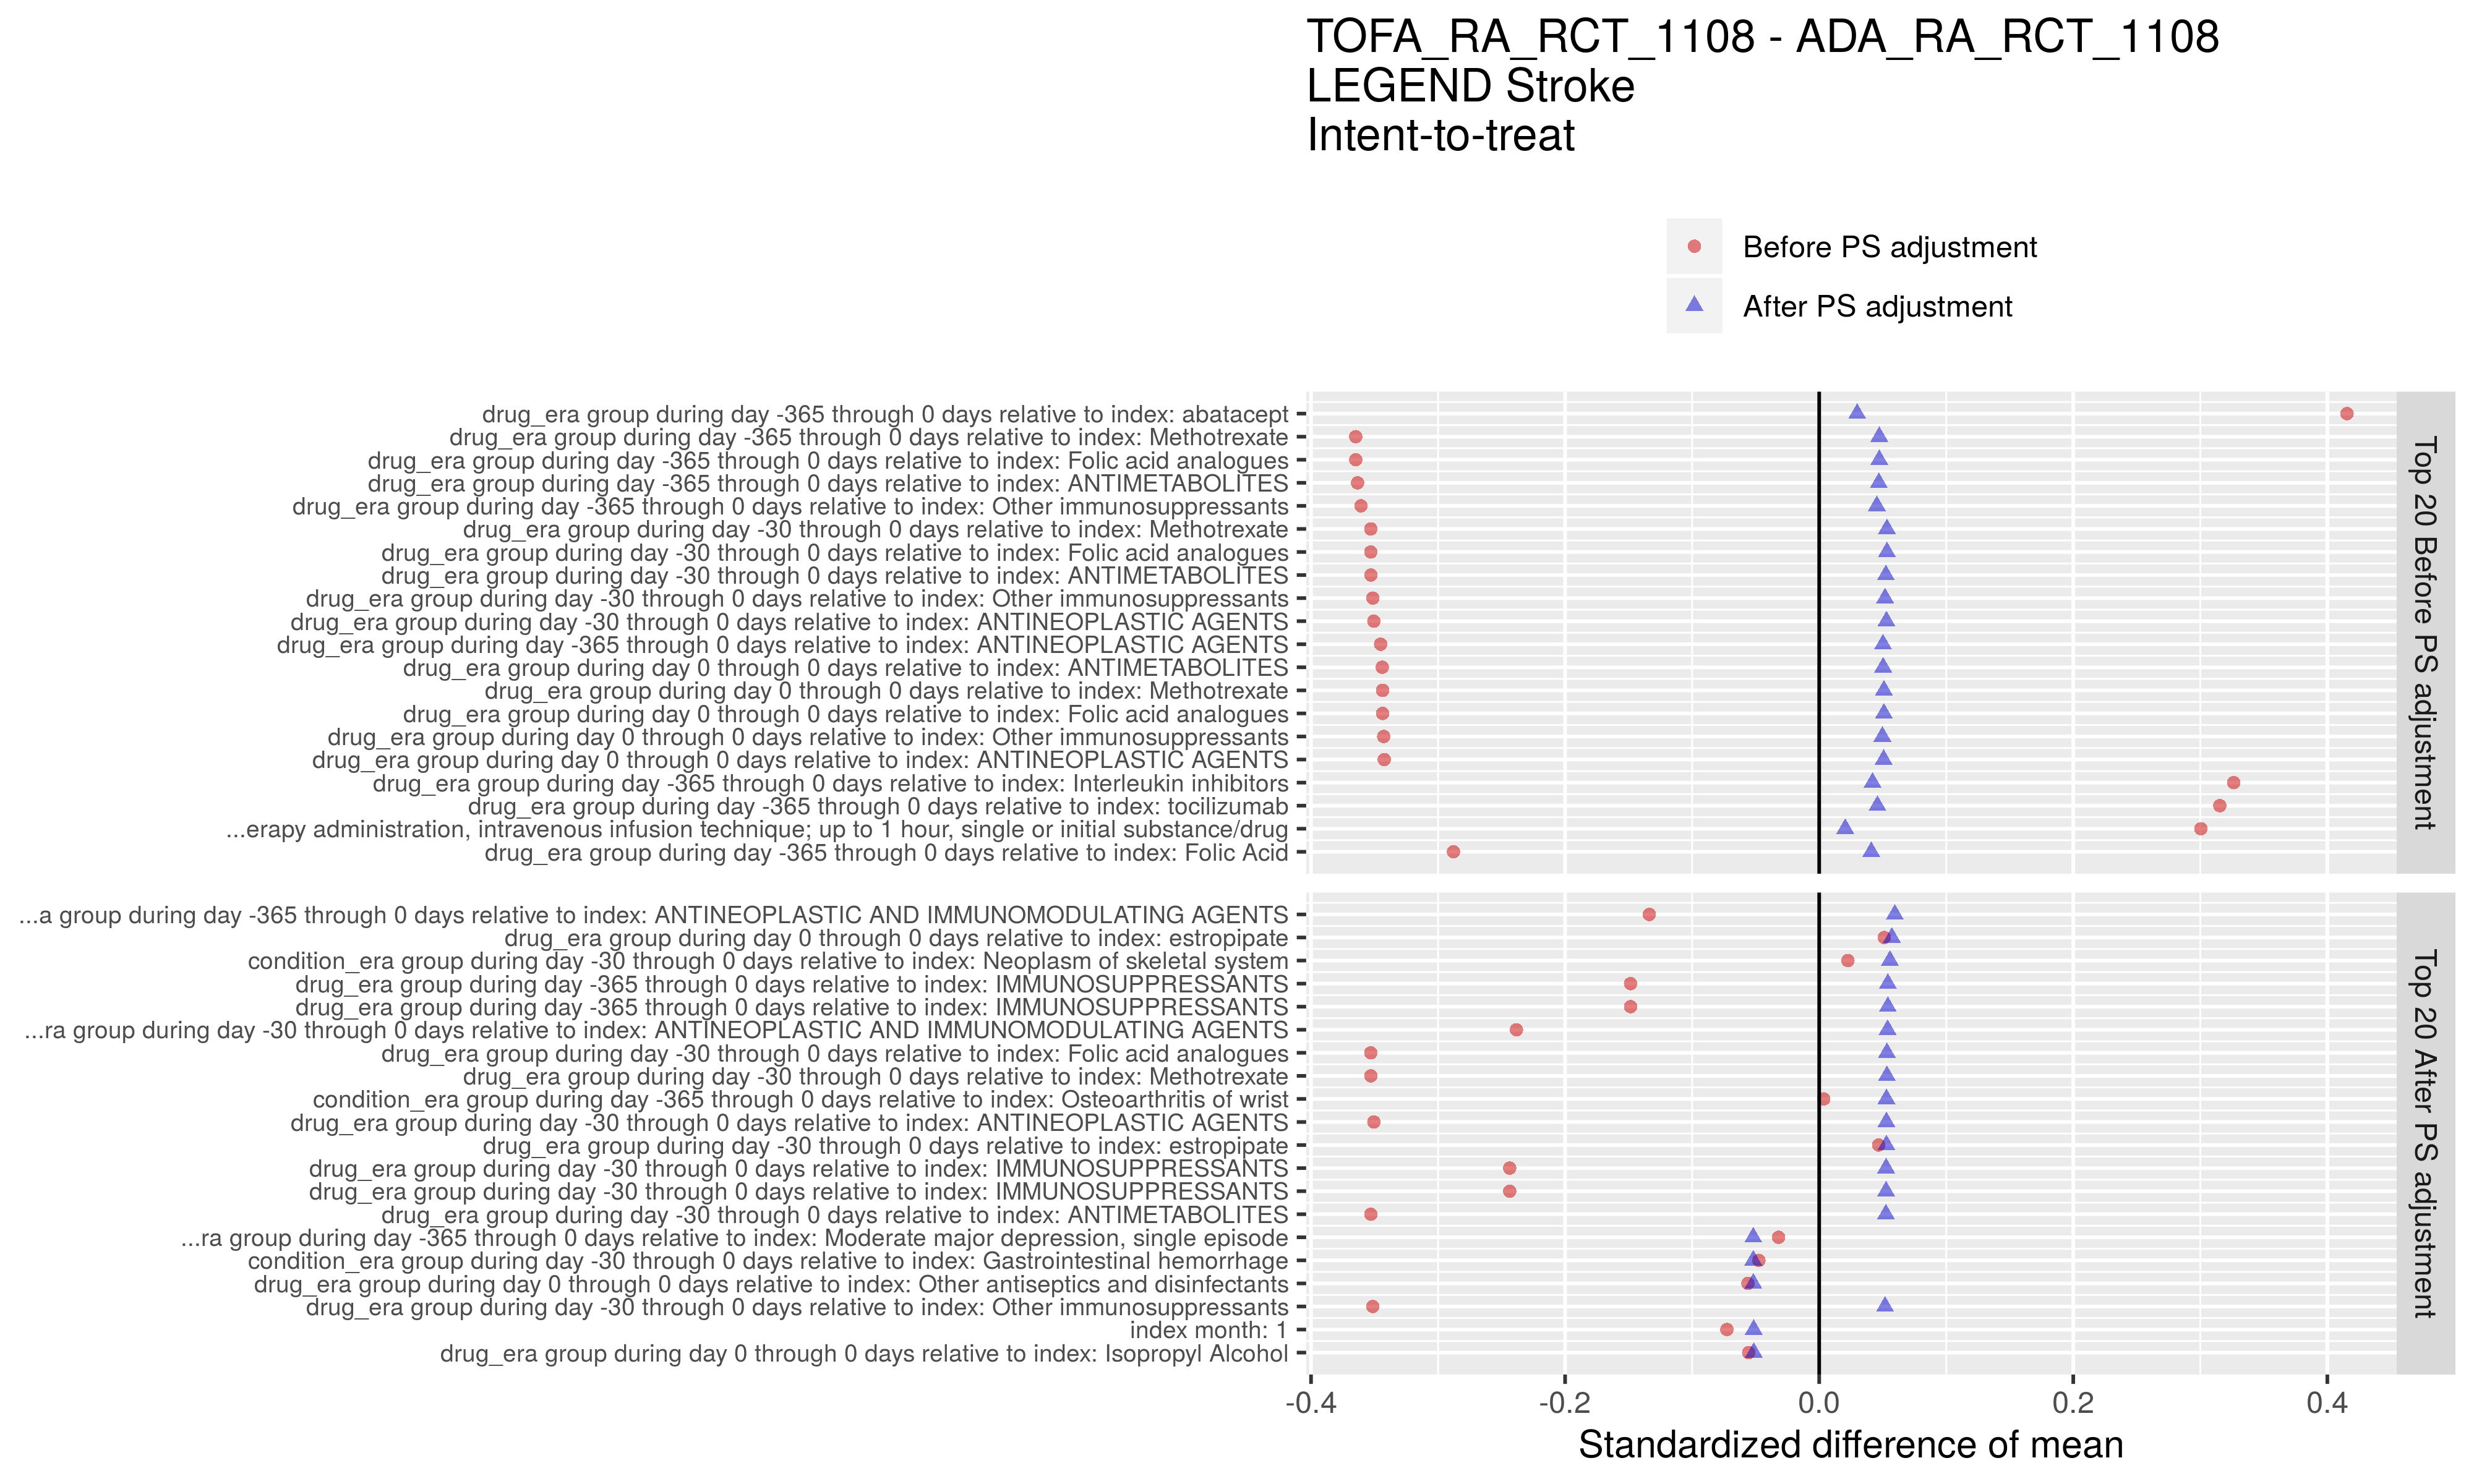 TOFA_RA_RCT_1108 - ADA_RA_RCT_1108
LEGEND Stroke
Intent-to-treat
Before PS adjustment
After PS adjustment
drug_era group during day -365 through 0 days relative to index: abatacept
drug_era group during day -365 through 0 days relative to index: Methotrexate
drug_era group during day -365 through 0 days relative to index: Folic acid analogues
drug_era group during day -365 through 0 days relative to index: ANTIMETABOLITES
drug_era group during day -365 through 0 days relative to index: Other immunosuppressants
drug_era group during day -30 through 0 days relative to index: Methotrexate
drug_era group during day -30 through 0 days relative to index: Folic acid analogues
drug_era group during day -30 through 0 days relative to index: ANTIMETABOLITES
drug_era group during day -30 through 0 days relative to index: Other immunosuppressants
drug_era group during day -30 through 0 days relative to index: ANTINEOPLASTIC AGENTS
drug_era group during day -365 through 0 days relative to index: ANTINEOPLASTIC AGENTS
drug_era group during day 0 through 0 days relative to index: ANTIMETABOLITES
drug_era group during day 0 through 0 days relative to index: Methotrexate
drug_era group during day 0 through 0 days relative to index: Folic acid analogues
drug_era group during day 0 through 0 days relative to index: Other immunosuppressants
drug_era group during day 0 through 0 days relative to index: ANTINEOPLASTIC AGENTS
drug_era group during day -365 through 0 days relative to index: Interleukin inhibitors
drug_era group during day -365 through 0 days relative to index: tocilizumab
...erapy administration, intravenous infusion technique; up to 1 hour, single or initial substance/drug
drug_era group during day -365 through 0 days relative to index: Folic Acid
Top 20 Before PS adjustment
...a group during day -365 through 0 days relative to index: ANTINEOPLASTIC AND IMMUNOMODULATING AGENTS
drug_era group during day 0 through 0 days relative to index: estropipate
condition_era group during day -30 through 0 days relative to index: Neoplasm of skeletal system
drug_era group during day -365 through 0 days relative to index: IMMUNOSUPPRESSANTS
drug_era group during day -365 through 0 days relative to index: IMMUNOSUPPRESSANTS
...ra group during day -30 through 0 days relative to index: ANTINEOPLASTIC AND IMMUNOMODULATING AGENTS
drug_era group during day -30 through 0 days relative to index: Folic acid analogues
drug_era group during day -30 through 0 days relative to index: Methotrexate
condition_era group during day -365 through 0 days relative to index: Osteoarthritis of wrist
drug_era group during day -30 through 0 days relative to index: ANTINEOPLASTIC AGENTS
drug_era group during day -30 through 0 days relative to index: estropipate
drug_era group during day -30 through 0 days relative to index: IMMUNOSUPPRESSANTS
drug_era group during day -30 through 0 days relative to index: IMMUNOSUPPRESSANTS
drug_era group during day -30 through 0 days relative to index: ANTIMETABOLITES
...ra group during day -365 through 0 days relative to index: Moderate major depression, single episode
condition_era group during day -30 through 0 days relative to index: Gastrointestinal hemorrhage
drug_era group during day 0 through 0 days relative to index: Other antiseptics and disinfectants
drug_era group during day -30 through 0 days relative to index: Other immunosuppressants
index month: 1
drug_era group during day 0 through 0 days relative to index: Isopropyl Alcohol
Top 20 After PS adjustment
-0.4 -0.2 0.0 0.2 0.4
Standardized difference of mean